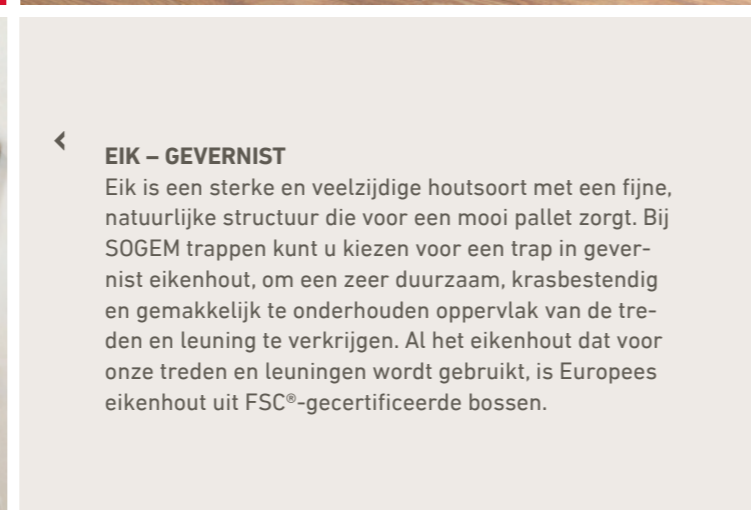 EIK – GEVERNIST
Eik is een sterke en veelzijdige houtsoort met een fijne,
natuurlijke structuur die voor een mooi pallet zorgt. Bij
SOGEM trappen kunt u kiezen voor een trap in gever-
nist eikenhout, om een zeer duurzaam, krasbestendig
en gemakkelijk te onderhouden oppervlak van de tre-
den en leuning te verkrijgen. Al het eikenhout dat voor
onze treden en leuningen wordt gebruikt, is Europees
eikenhout uit FSC®-gecertificeerde bossen.